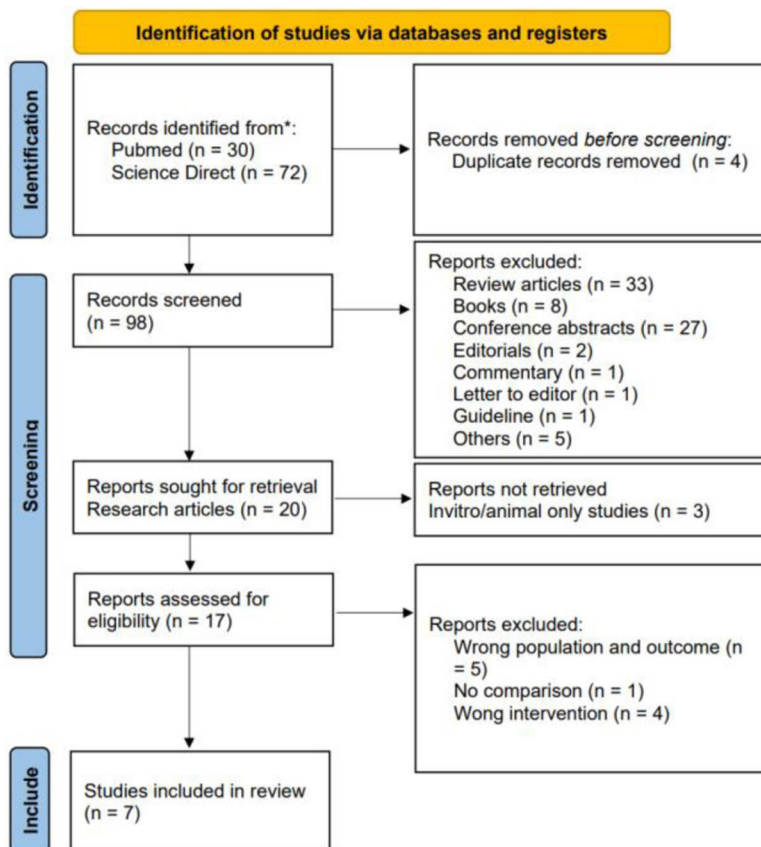 Identification of studies via databases and registers
Identification
Records identified from*:
Pubmed (n = 30)
Science Direct (n = 72)
Records removed before screening:
Duplicate records removed (n = 4)
Screening
Records screened
(n = 98)
Reports excluded:
Review articles (n = 33)
Books (n = 8)
Conference abstracts (n = 27)
Editorials (n = 2)
Commentary (n = 1)
Letter to editor (n = 1)
Guideline (n = 1)
Others (n = 5)
Reports sought for retrieval
Research articles (n = 20)
Reports not retrieved
Invitro/animal only studies (n = 3)
Reports assessed for
eligibility (n = 17)
Reports excluded:
Wrong population and outcome (n
= 5)
No comparison (n = 1)
Wong intervention (n = 4)
Include
Studies included in review
(n = 7)